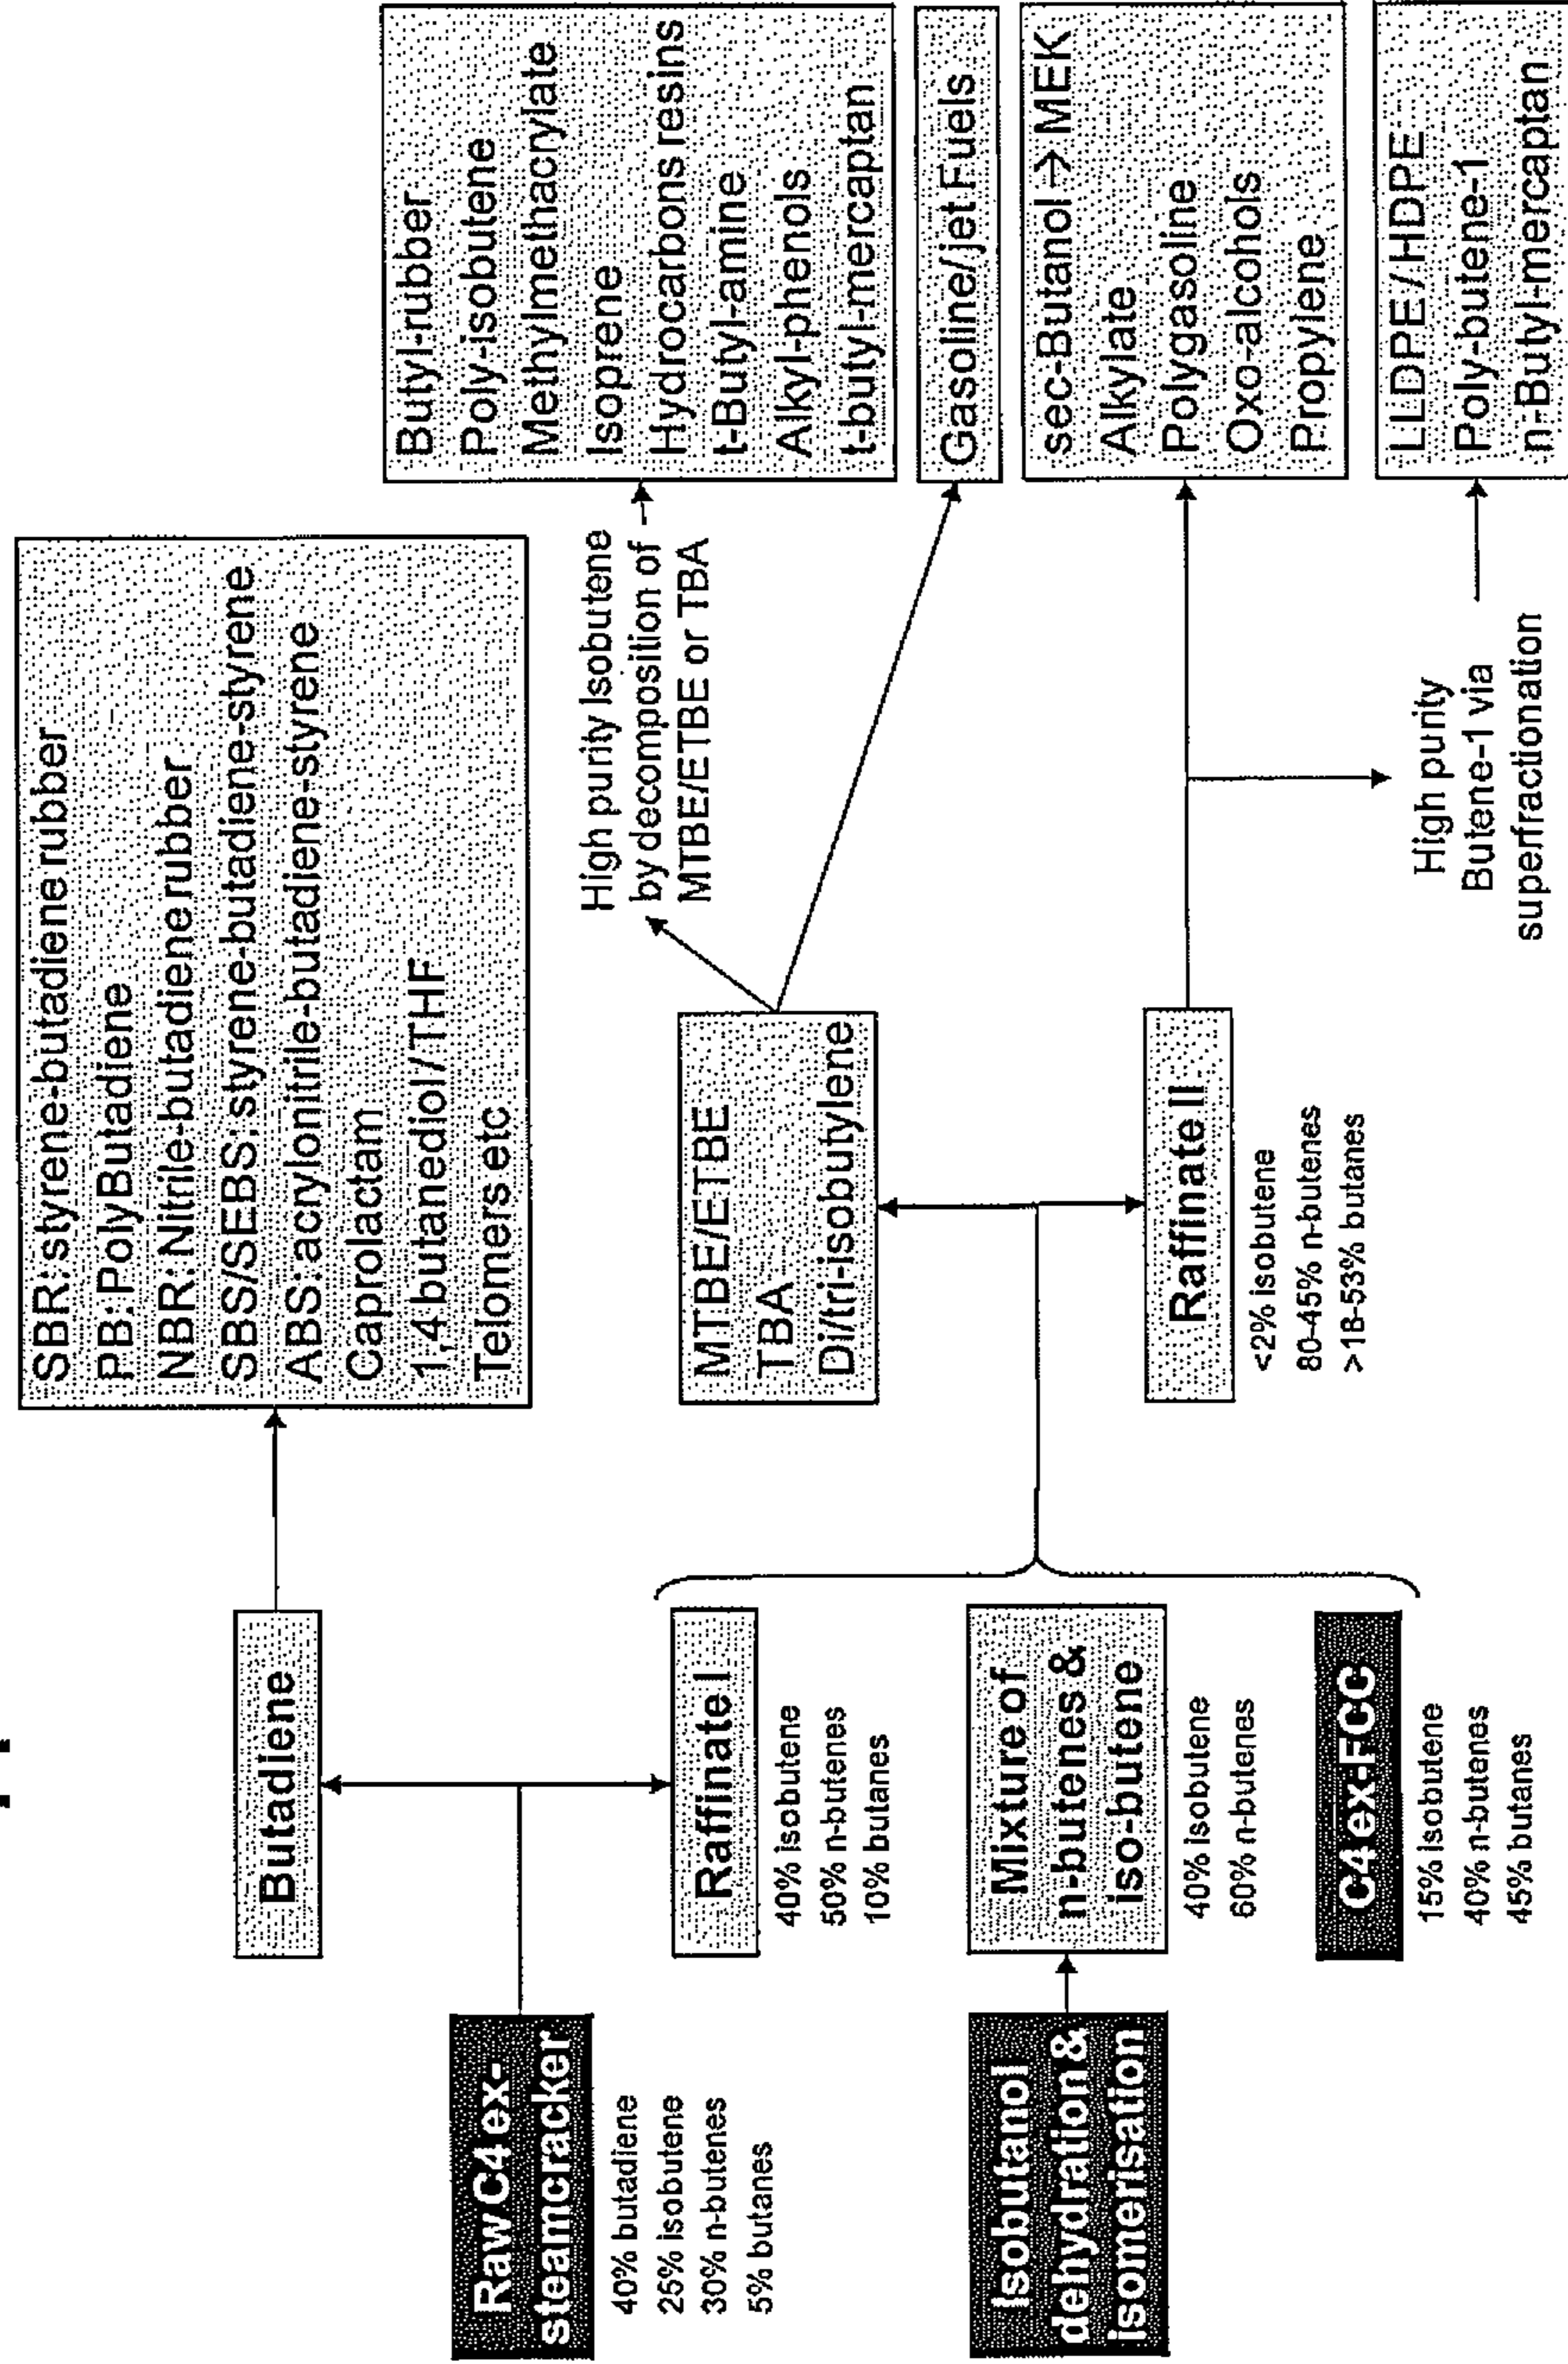 Raw C4 ex-
steamcracker
40% butadiene
25% isobutene
30% n-butenes
5% butanes
Butadiene
SBR: styrene-butadiene rubber
PB: PolyButadiene
NBR: Nitrile-butadiene rubber
SBS/SEBS: styrene-butadiene-styrene
ABS: acrylonitrile-butadiene-styrene
Caprolactam
1,4 butanediol/THF
Telomers etc
Raffinate I
40% isobutene
50% n-butenes
10% butanes
Isobutanol
dehydration &
isomerisation
Mixture of
n-butenes &
iso-butene
40% isobutene
60% n-butenes
C4 ex-FCC
15% isobutene
40% n-butenes
45% butanes
MTBE/ETBE
TBA
Di/tri-isobutylene
High purity Isobutene
by decomposition of
MTBE/ETBE or TBA
Butyl-rubber
Poly-isobutene
Methylmethacrylate
Isoprene
Hydrocarbons resins
t-Butyl-amine
Alkyl-phenols
t-butyl-mercaptan
Gasoline/jet Fuels
Raffinate II
<2% isobutene
80-45% n-butenes
>18-53% butanes
sec-Butanol → MEK
Alkylate
Polygasoline
Oxo-alcohols
Propylene
High purity
Butene-1 via
superfractionation
LLDPE/HDPE
Poly-butene-1
n-Butyl-mercaptan